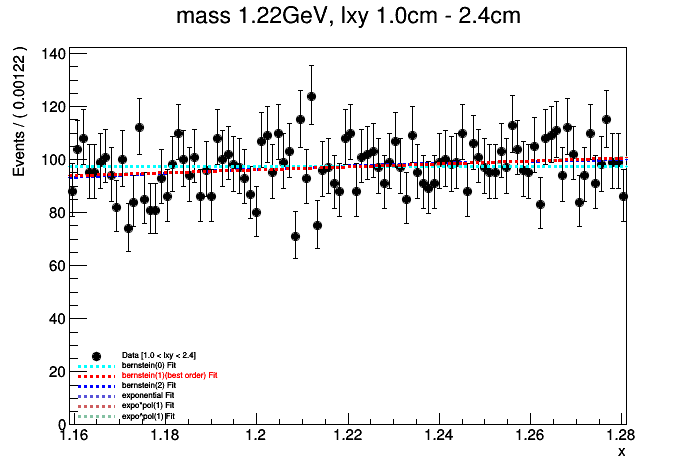 mass 1.22GeV, lxy 1.0cm - 2.4cm
Events / ( 0.00122 )
140
120
100
80
60
40
20
0
Data [1.0 < lxy < 2.4]
bernstein(0) Fit
bernstein(1)(best order) Fit
bernstein(2) Fit
exponential Fit
expo*pol(1) Fit
expo^pol(1) Fit
1.16 1.18 1.2 1.22 1.24 1.26 1.28
x